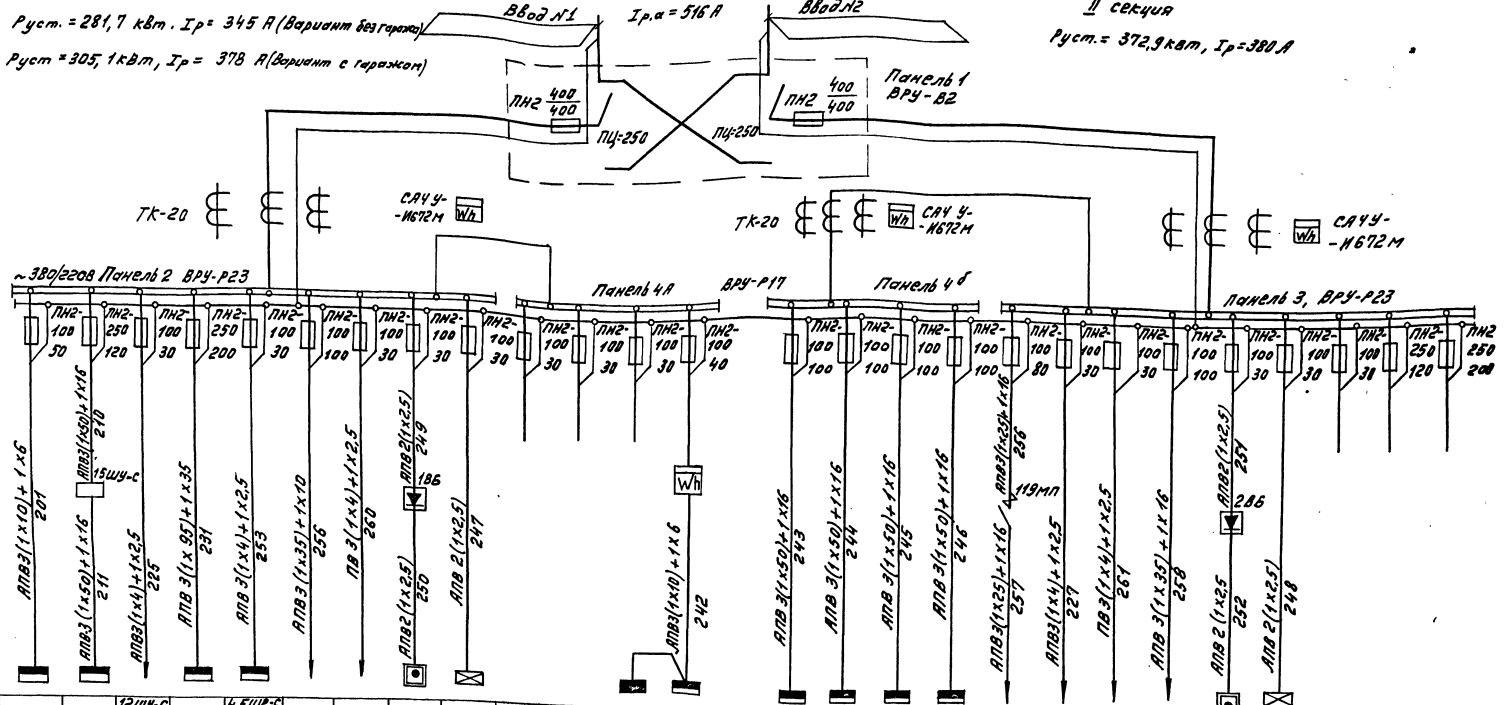 Руст. = 281,7 квт. Iр= 345 А (Вариант без гаража)
Руст = 305,1 квт, Iр= 378 А (Вариант с гаражом)
Ввод N1
Iр.а = 516 А
Ввод N2
II секция
Руст. = 372,9 квт, Iр=380 А
ПН2 400/400
ПЦ=250
ПЦ=250
ПН2 400/400
Панель 1
ВРУ-В2
ТК-20
САЧУ-
-И672М
Wh
ТК-20
Wh
САЧУ-
-И672М
Wh
САЧУ-
-И672М
~380/220В Панель 2 ВРУ-Р23
Панель 4А
ВРУ-Р17
Панель 4б
Панель 3, ВРУ-Р23
ПН2-100 50
ПН2-250 120
ПН2-100 30
ПН2-250 200
ПН2-100 30
ПН2-100 100
ПН2-100 30
ПН2-100 30
ПН2-100 30
ПН2-100 30
ПН2-100 30
ПН2-100 30
ПН2-100 40
ПН2-100 100
ПН2-100 100
ПН2-100 100
ПН2-100 100
ПН2-100 80
ПН2-100 30
ПН2-100 30
ПН2-100 100
ПН2-100 30
ПН2-100 30
ПН2-100 30
ПН2-250 120
ПН2 250 200
АПВ3(1х10)+1х6
201
АПВ3(1х50)+1х16
210
15ШУ-С
АПВ3(1х50)+1х16
211
АПВ3(1х4)+1х2,5
225
АПВ 3(1х95)+1х35
231
АПВ 3(1х4)+1х2,5
253
АПВ3(1х35)+1х10
256
ПВ 3(1х4)+1х2,5
260
АПВ2(1х2,5)
249
1ВБ
АПВ2(1х2,5)
250
АПВ 2(1х2,5)
247
Wh
АПВ3(1х10)+1х6
242
АПВ 3(1х50)+1х16
243
АПВ 3(1х50)+1х16
244
АПВ 3(1х50)+1х16
245
АПВ 3(1х50)+1х16
246
АПВ3(1х25)+1х16
256
119МП
АПВ3(1х25)+1х16
257
АПВ3(1х4)+1х2,5
227
ПВ3(1х4)+1х2,5
261
АПВ 3(1х35)+1х16
258
АПВ2(1х2,5)
251
2ВБ
АПВ 2(1х2,5
252
АПВ 2(1х2,5)
248